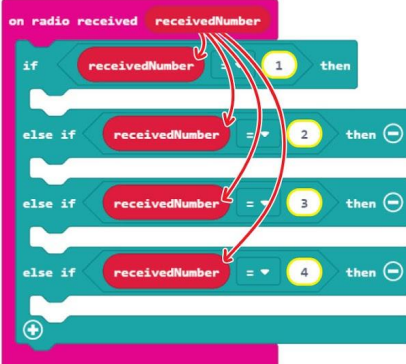 on radio received receivedNumber
if receivedNumber = 1 then
else if receivedNumber = 2 then
else if receivedNumber = 3 then
else if receivedNumber = 4 then